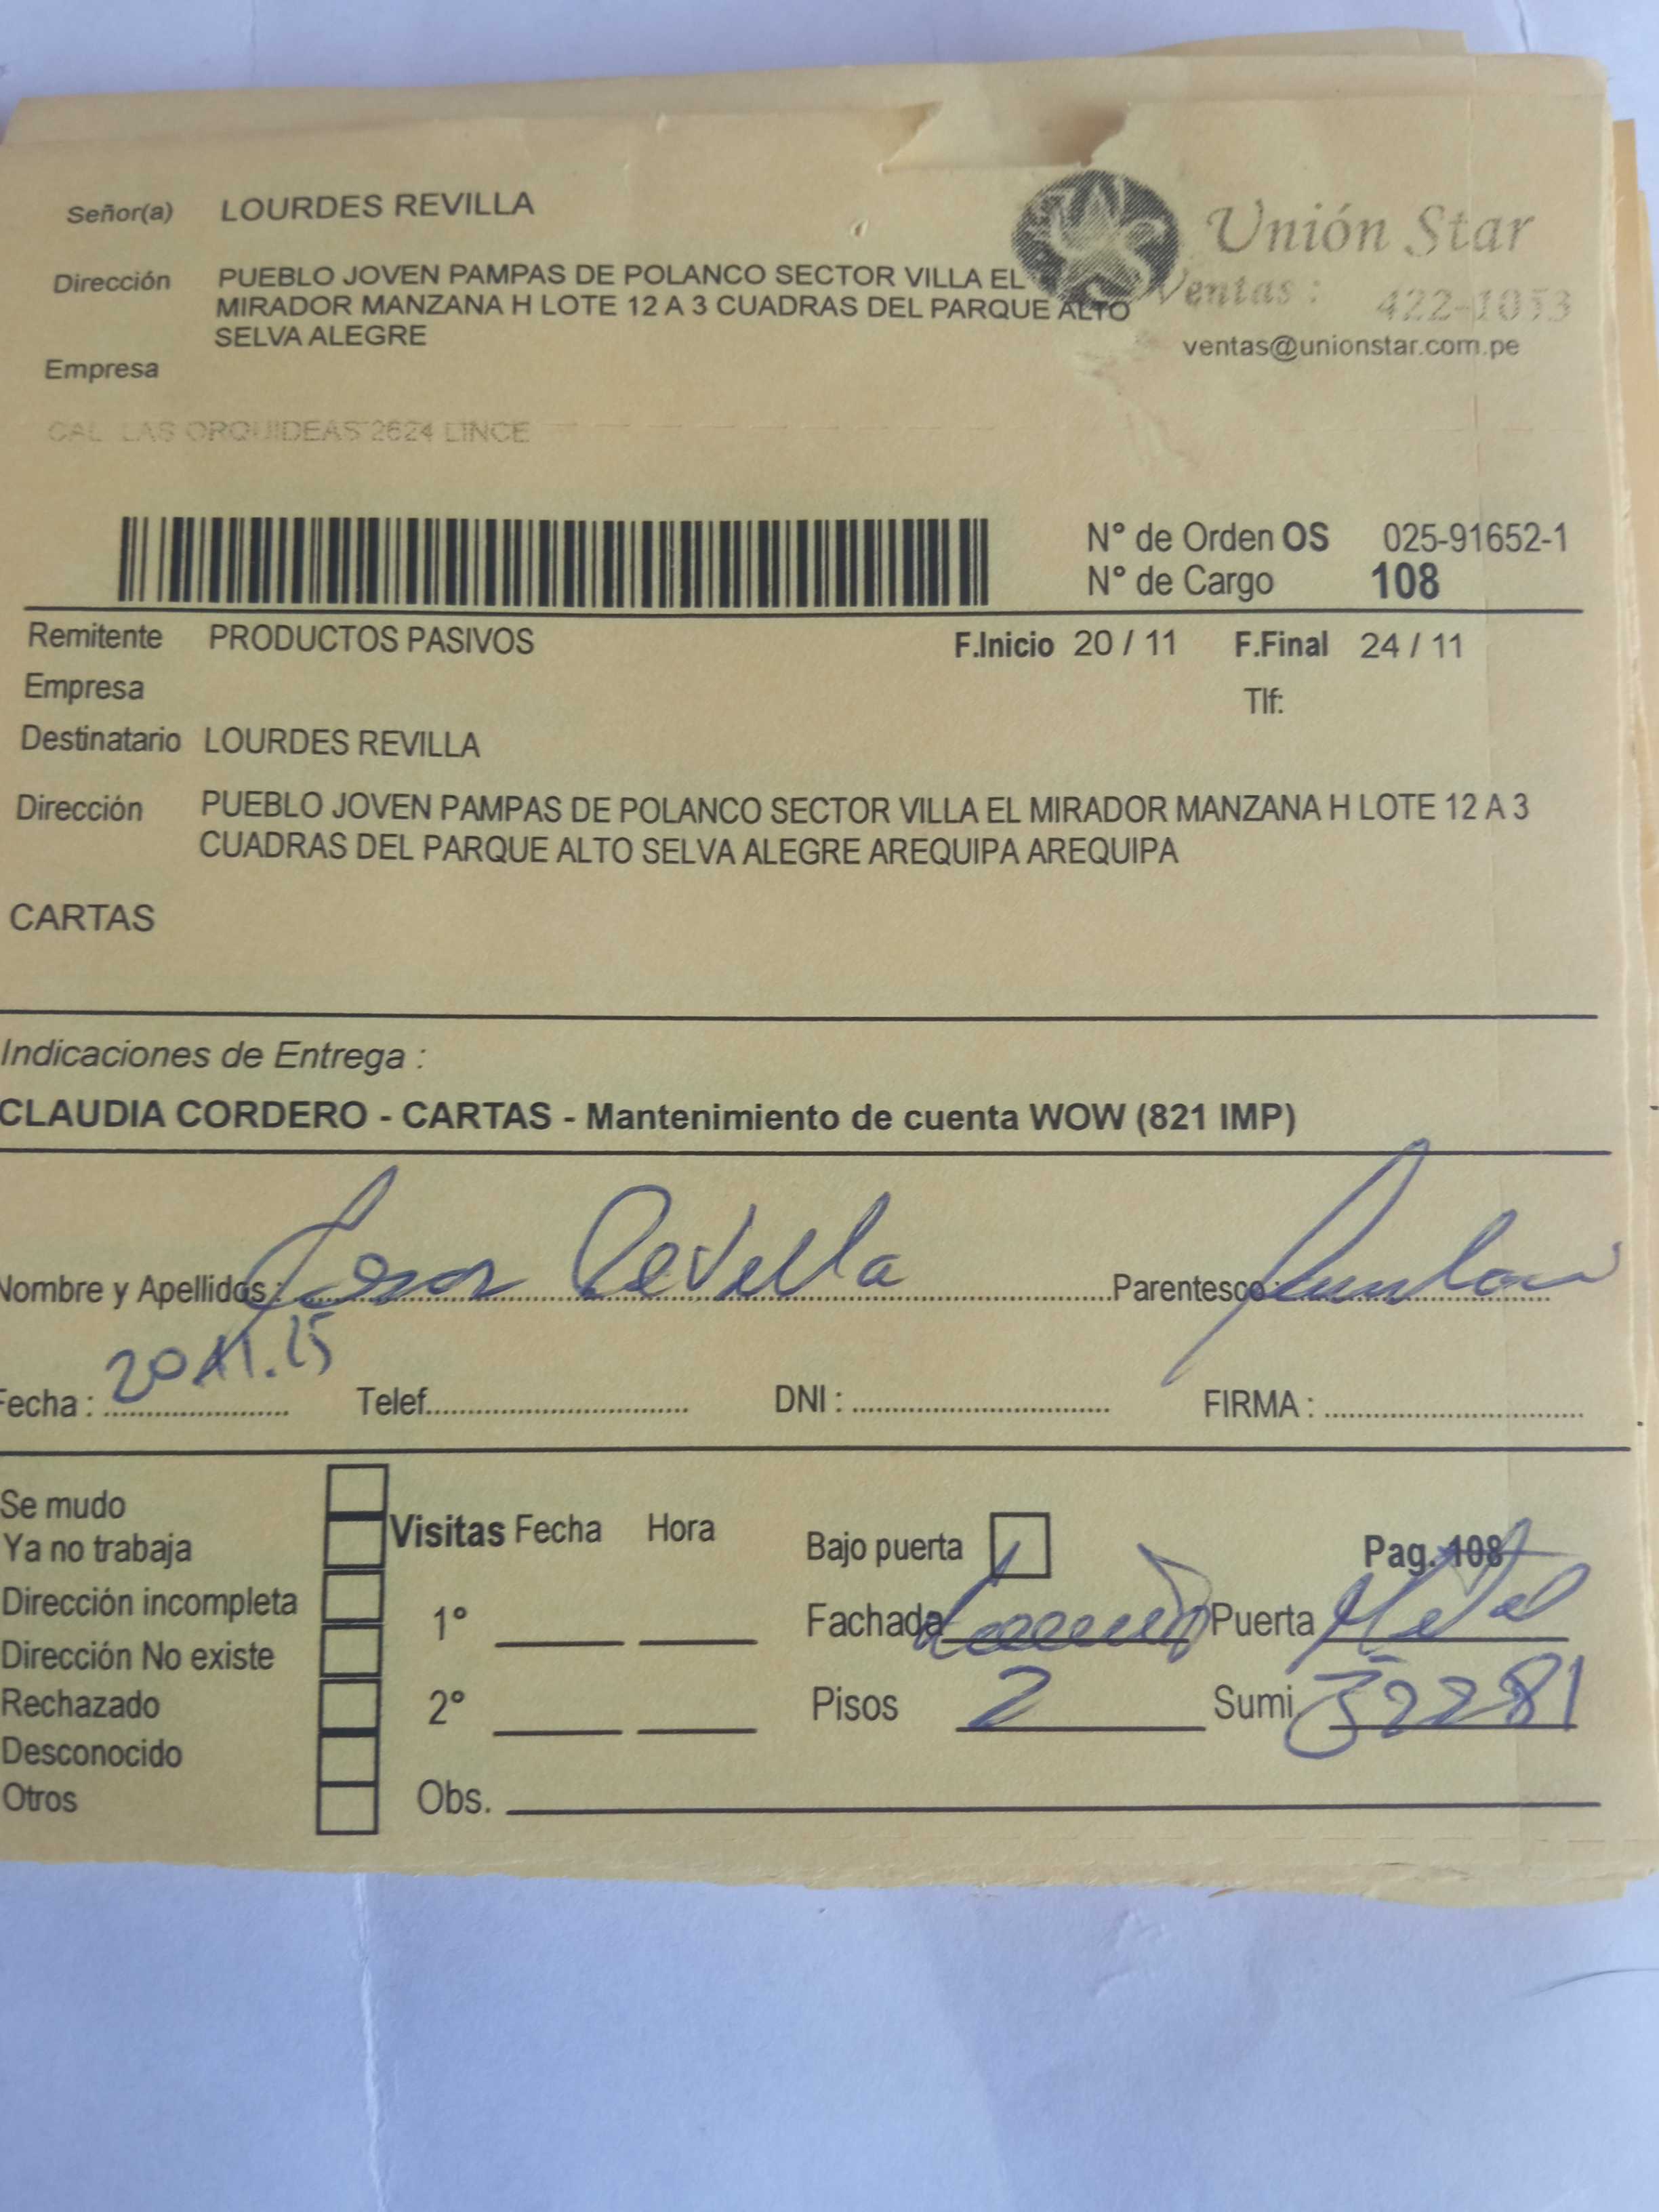 Señor(a) LOURDES REVILLA
Unión Star
Dirección PUEBLO JOVEN PAMPAS DE POLANCO SECTOR VILLA EL
MIRADOR MANZANA H LOTE 12 A 3 CUADRAS DEL PARQUE ALTO
SELVA ALEGRE
Ventas : 422-1053
ventas@unionstar.com.pe
Empresa
CAL LAS ORQUIDEAS 2624 LINCE
N° de Orden OS 025-91652-1
N° de Cargo 108
Remitente PRODUCTOS PASIVOS F.Inicio 20 / 11 F.Final 24 / 11
Empresa Tlf:
Destinatario LOURDES REVILLA
Dirección PUEBLO JOVEN PAMPAS DE POLANCO SECTOR VILLA EL MIRADOR MANZANA H LOTE 12 A 3
CUADRAS DEL PARQUE ALTO SELVA ALEGRE AREQUIPA AREQUIPA
CARTAS
Indicaciones de Entrega :
CLAUDIA CORDERO - CARTAS - Mantenimiento de cuenta WOW (821 IMP)
Nombre y Apellidos : Revilla Parentesco:
Fecha : 20.11.25 Telef. DNI : FIRMA :
Se mudo
Ya no trabaja
Dirección incompleta
Dirección No existe
Rechazado
Desconocido
Otros
Visitas Fecha Hora
1°
2°
Obs.
Bajo puerta Pag. 108
Fachada Puerta Metal
Pisos 2 Sumi. 32281